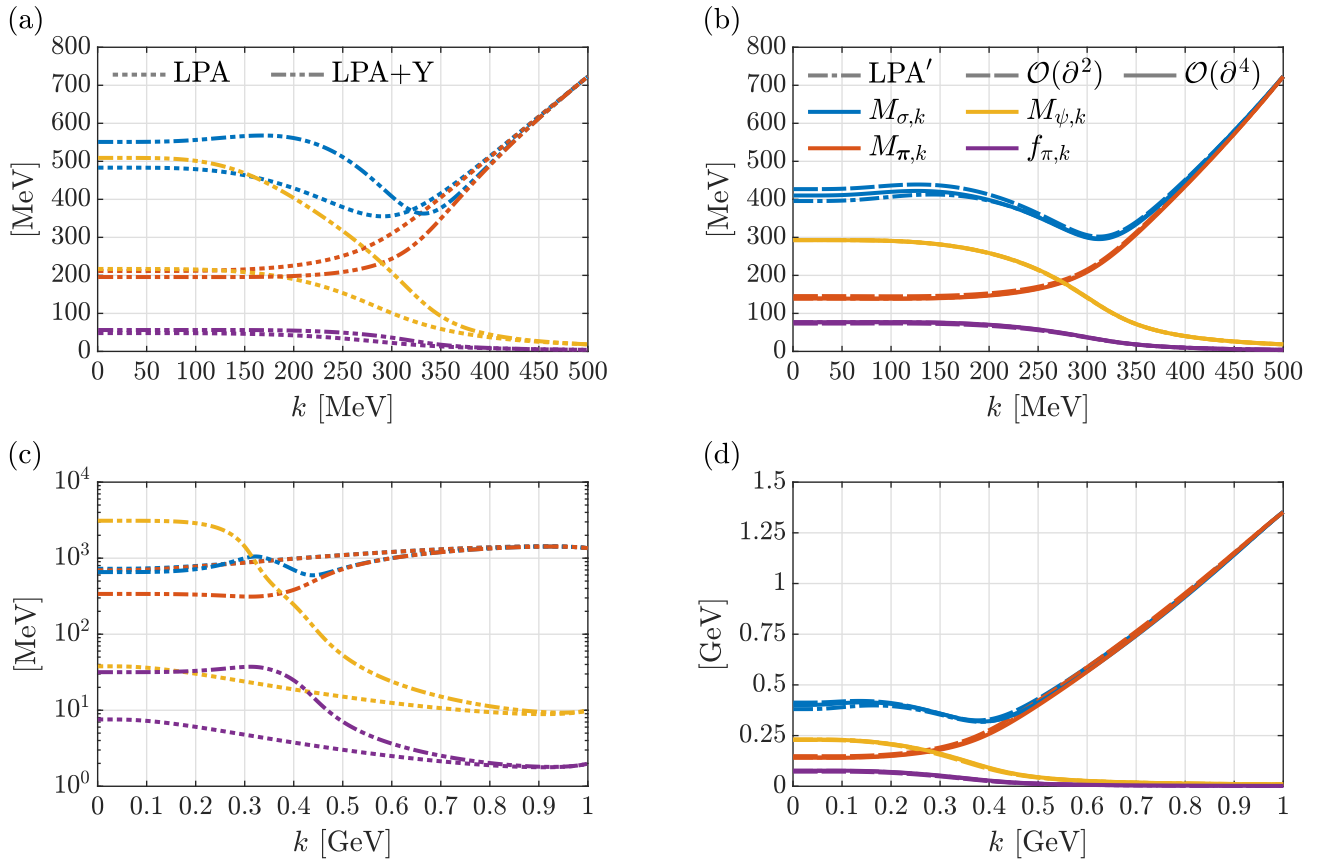 (a)
800
700
600
500
400
300
200
100
0
[MeV]
LPA LPA+Y
0 50 100 150 200 250 300 350 400 450 500
k [MeV]
(b)
800
700
600
500
400
300
200
100
0
[MeV]
LPA′ 𝒪(∂²) 𝒪(∂⁴)
M_{σ,k} M_{ψ,k}
M_{π,k} f_{π,k}
0 50 100 150 200 250 300 350 400 450 500
k [MeV]
(c)
10⁴
10³
10²
10¹
10⁰
[MeV]
0 0.1 0.2 0.3 0.4 0.5 0.6 0.7 0.8 0.9 1
k [GeV]
(d)
1.5
1.25
1
0.75
0.5
0.25
0
[GeV]
0 0.1 0.2 0.3 0.4 0.5 0.6 0.7 0.8 0.9 1
k [GeV]